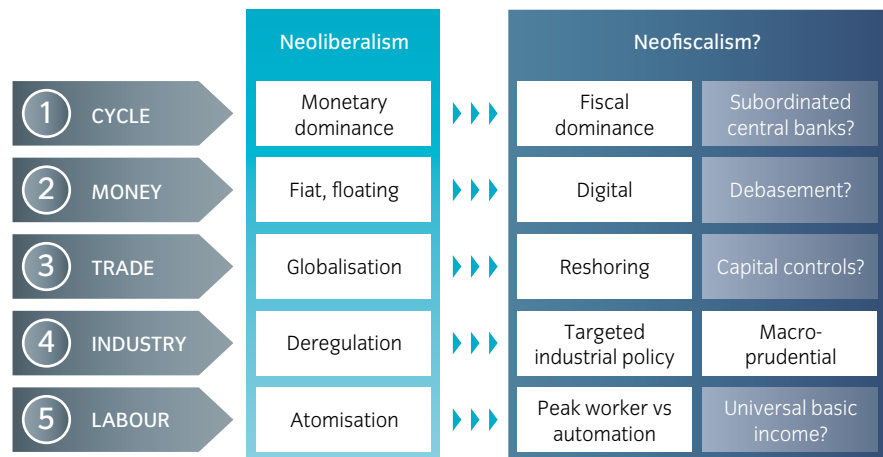 Neoliberalism
Neofiscalism?
1 CYCLE
Monetary
dominance
Fiscal
dominance
Subordinated
central banks?
2 MONEY
Fiat, floating
Digital
Debasement?
3 TRADE
Globalisation
Reshoring
Capital controls?
4 INDUSTRY
Deregulation
Targeted
industrial policy
Macro-
prudential
5 LABOUR
Atomisation
Peak worker vs
automation
Universal basic
income?